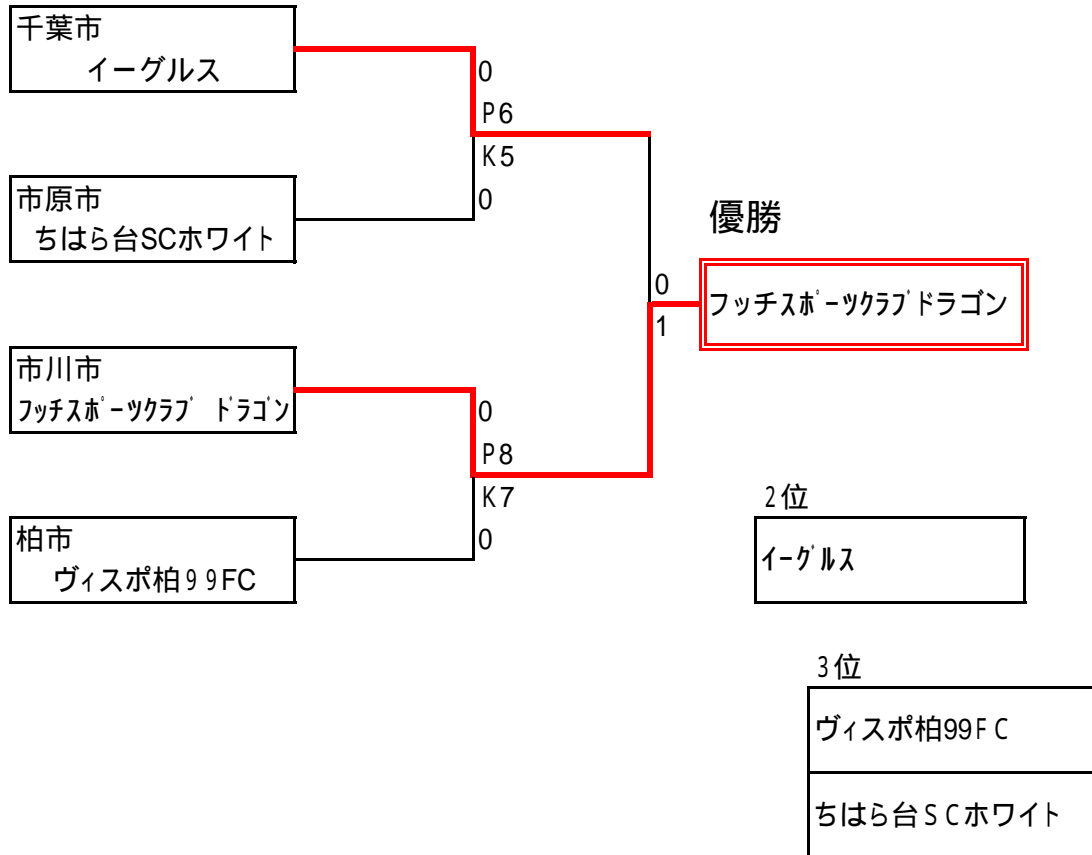 千葉市
イーグルス
0
P6
K5
0
市原市
ちはら台SCホワイト
優勝
0
1
フッチスポーツクラブドラゴン
市川市
フッチスポーツクラブ ドラゴン
0
P8
K7
0
柏市
ヴィスポ柏99FC
2位
イーグルス
3位
ヴィスポ柏99FC
ちはら台SCホワイト